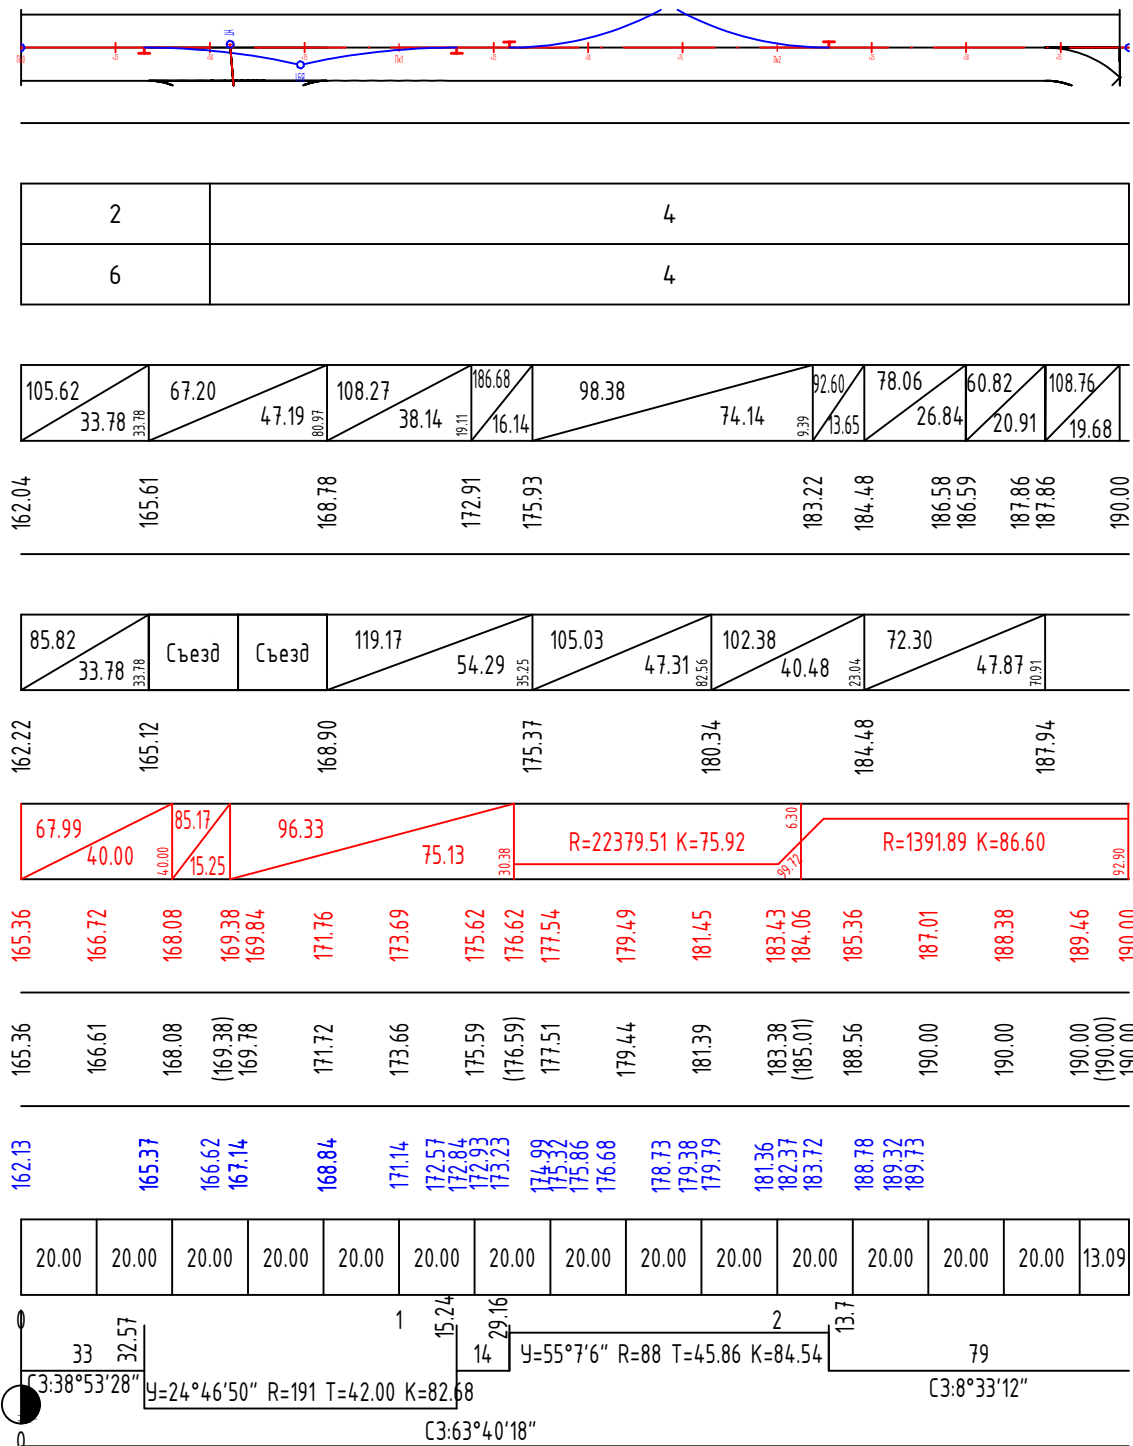 2 4
6 4
105.62 67.20 108.27 186.68 98.38 92.60 78.06 60.82 108.76
33.78 33.78 47.19 80.97 38.14 19.11 16.14 74.14 9.39 13.65 26.84 20.91 19.68
162.04 165.61 168.78 172.91 175.93 183.22 184.48 186.58 186.59 187.86 187.86 190.00
85.82 Съезд Съезд 119.17 105.03 102.38 72.30
33.78 33.78 54.29 35.25 47.31 82.56 40.48 23.04 47.87 70.91
162.22 165.12 168.90 175.37 180.34 184.48 187.94
67.99 85.17 96.33 R=22379.51 K=75.92 6.30 R=1391.89 K=86.60
40.00 40.00 15.25 75.13 30.38 99.72 92.90
165.36 166.72 168.08 169.38 169.84 171.76 173.69 175.62 176.62 177.54 179.49 181.45 183.43 184.06 185.36 187.01 188.38 189.46 190.00
165.36 166.61 168.08 (169.38) 169.78 171.72 173.66 175.59 (176.59) 177.51 179.44 181.39 183.38 (185.01) 188.56 190.00 190.00 190.00 (190.00) 190.00
162.13 165.37 166.62 167.14 168.84 171.14 172.57 172.84 172.93 173.23 174.99 175.32 175.86 176.68 178.73 179.38 179.79 181.36 182.37 183.72 188.78 189.32 189.73
20.00 20.00 20.00 20.00 20.00 20.00 20.00 20.00 20.00 20.00 20.00 20.00 20.00 20.00 13.09
0 32.57 1 15.24 29.16 2 13.7
33 14 У=55°7'6" R=88 T=45.86 K=84.54 79
СЗ:38°53'28" У=24°46'50" R=191 T=42.00 K=82.68 СЗ:8°33'12"
0 СЗ:63°40'18"